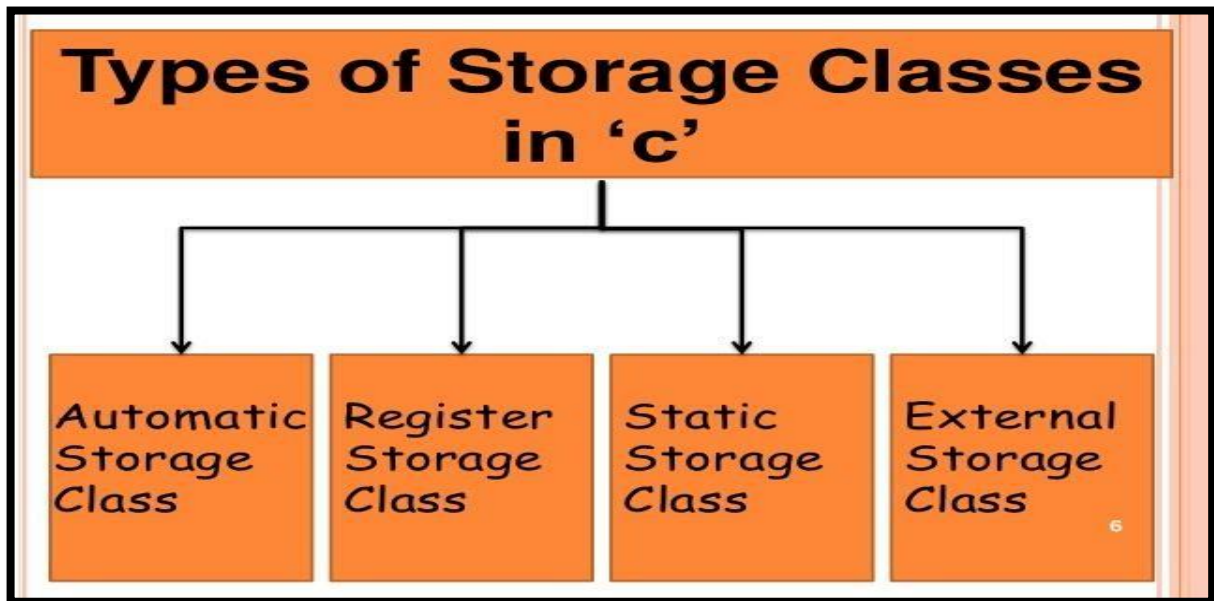 Types of Storage Classes
in ‘c’
Automatic
Storage
Class
Register
Storage
Class
Static
Storage
Class
External
Storage
Class
6